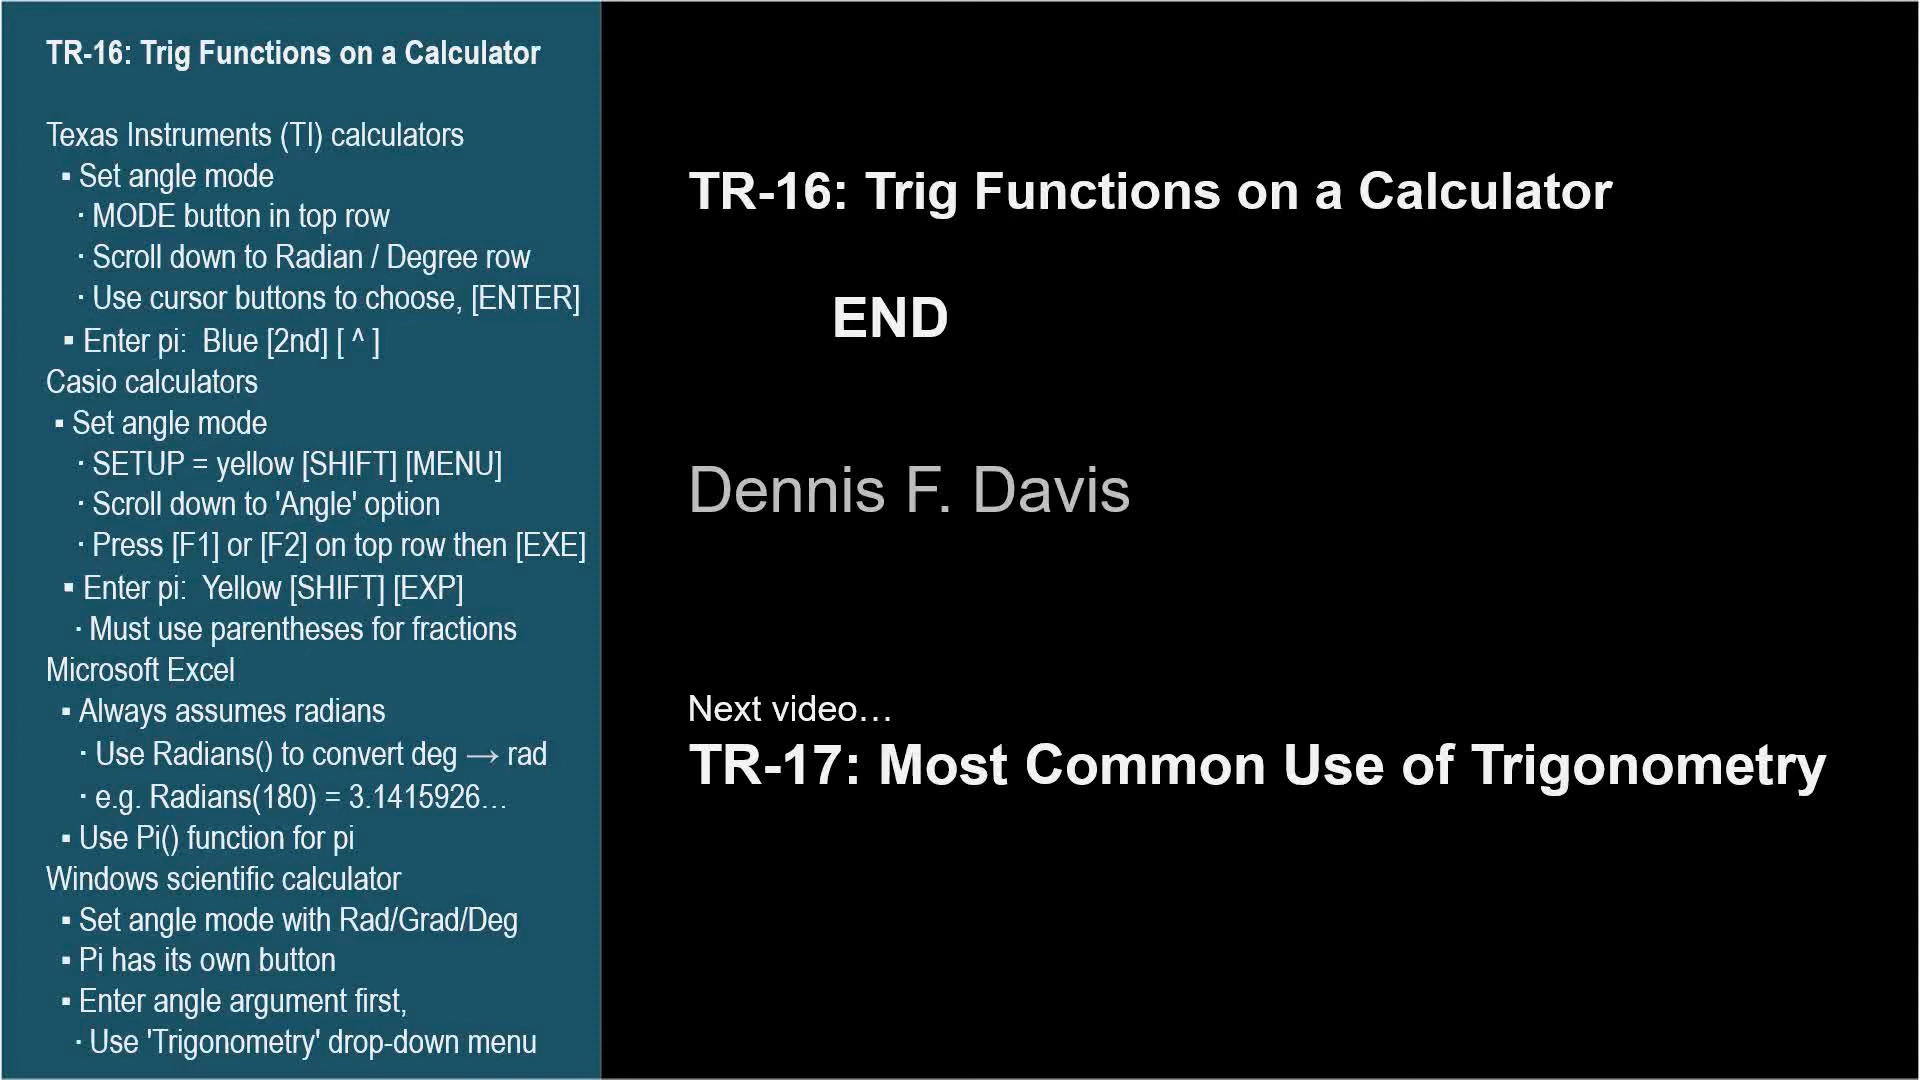 TR-16: Trig Functions on a Calculator
Texas Instruments (TI) calculators
▪ Set angle mode
· MODE button in top row
· Scroll down to Radian / Degree row
· Use cursor buttons to choose, [ENTER]
▪ Enter pi:  Blue [2nd] [ ^ ]
Casio calculators
▪ Set angle mode
· SETUP = yellow [SHIFT] [MENU]
· Scroll down to 'Angle' option
· Press [F1] or [F2] on top row then [EXE]
▪ Enter pi:  Yellow [SHIFT] [EXP]
· Must use parentheses for fractions
Microsoft Excel
▪ Always assumes radians
· Use Radians() to convert deg → rad
· e.g. Radians(180) = 3.1415926…
▪ Use Pi() function for pi
Windows scientific calculator
▪ Set angle mode with Rad/Grad/Deg
▪ Pi has its own button
▪ Enter angle argument first,
· Use 'Trigonometry' drop-down menu
TR-16: Trig Functions on a Calculator
END
Dennis F. Davis
Next video…
TR-17: Most Common Use of Trigonometry